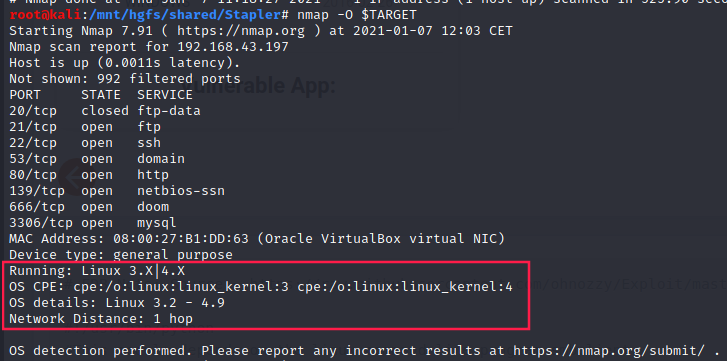 # Nmap done at Thu Jan 7 11:18:27 2021 -- 1 IP address (1 host up) scanned in 329.90 seco
root@kali:/mnt/hgfs/shared/Stapler# nmap -O $TARGET
Starting Nmap 7.91 ( https://nmap.org ) at 2021-01-07 12:03 CET
Nmap scan report for 192.168.43.197
Host is up (0.0011s latency).
Not shown: 992 filtered ports
PORT STATE SERVICE
20/tcp closed ftp-data
21/tcp open ftp
22/tcp open ssh
53/tcp open domain
80/tcp open http
139/tcp open netbios-ssn
666/tcp open doom
3306/tcp open mysql
MAC Address: 08:00:27:B1:DD:63 (Oracle VirtualBox virtual NIC)
Device type: general purpose
Running: Linux 3.X|4.X
OS CPE: cpe:/o:linux:linux_kernel:3 cpe:/o:linux:linux_kernel:4
OS details: Linux 3.2 - 4.9
Network Distance: 1 hop
OS detection performed. Please report any incorrect results at https://nmap.org/submit/ .